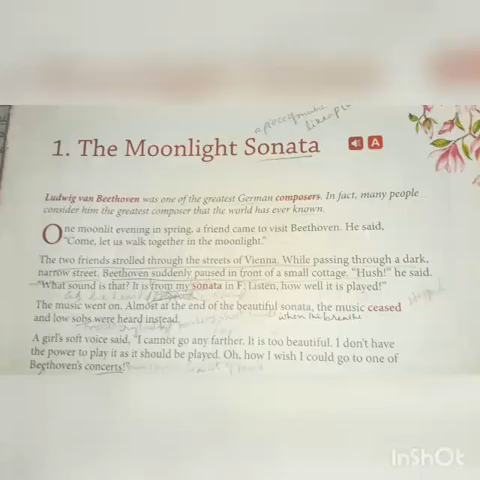 a piece of music
1. The Moonlight Sonata
A
Ludwig van Beethoven was one of the greatest German composers. In fact, many people
consider him the greatest composer that the world has ever known.
One moonlit evening in spring, a friend came to visit Beethoven. He said,
"Come, let us walk together in the moonlight."
The two friends strolled through the streets of Vienna. While passing through a dark,
narrow street, Beethoven suddenly paused in front of a small cottage. "Hush!" he said.
"What sound is that? It is from my sonata in F. Listen, how well it is played!"
The music went on. Almost at the end of the beautiful sonata, the music ceased
and low sobs were heard instead.
when the breathe
A girl's soft voice said, "I cannot go any farther. It is too beautiful. I don't have
the power to play it as it should be played. Oh, how I wish I could go to one of
Beethoven's concerts!"
InShOt